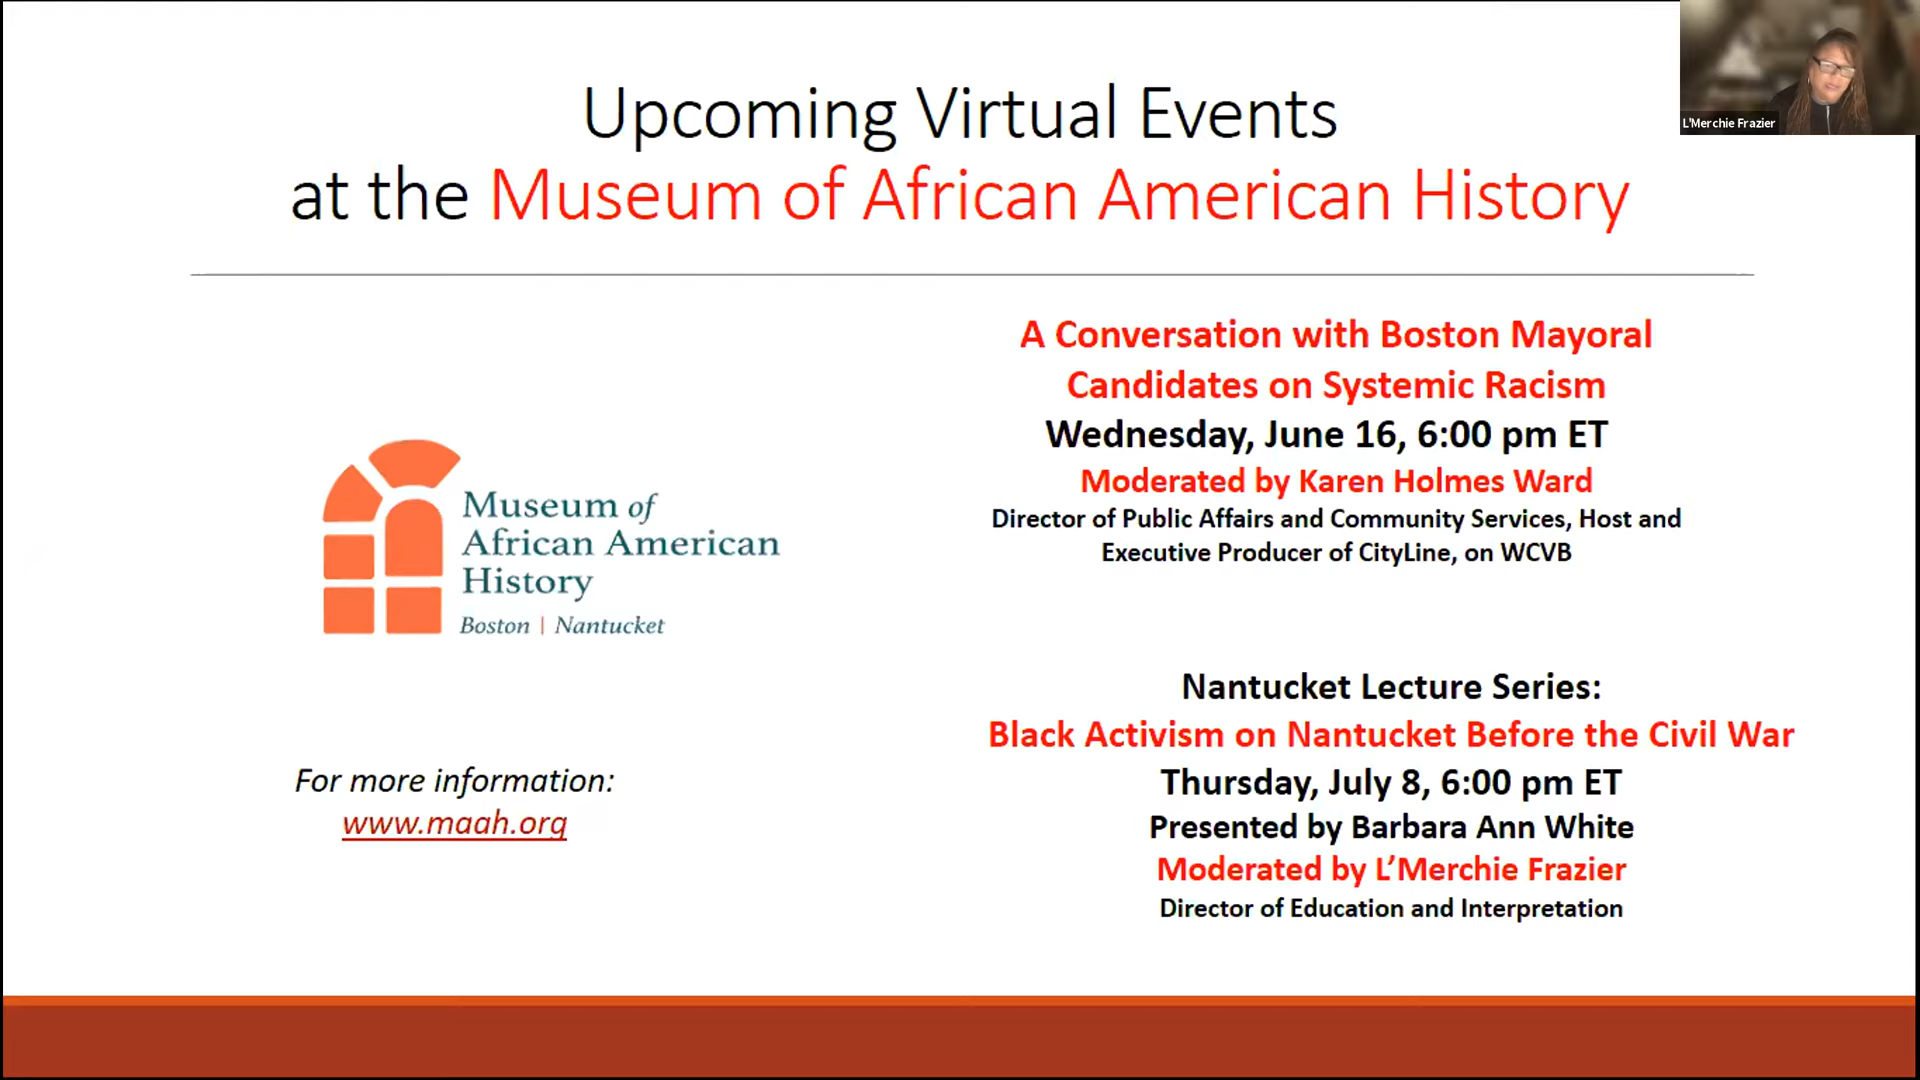 Upcoming Virtual Events
at the Museum of African American History
L'Merchie Frazier
A Conversation with Boston Mayoral
Candidates on Systemic Racism
Wednesday, June 16, 6:00 pm ET
Moderated by Karen Holmes Ward
Director of Public Affairs and Community Services, Host and
Executive Producer of CityLine, on WCVB
Museum of
African American
History
Boston | Nantucket
Nantucket Lecture Series:
Black Activism on Nantucket Before the Civil War
Thursday, July 8, 6:00 pm ET
Presented by Barbara Ann White
Moderated by L’Merchie Frazier
Director of Education and Interpretation
For more information:
www.maah.org